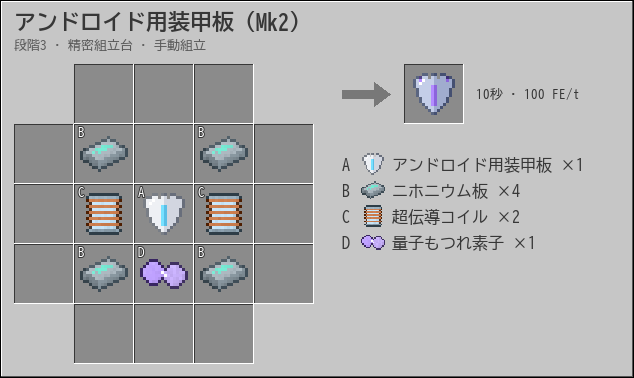 アンドロイド用装甲板 (Mk2)
段階3 · 精密組立台 · 手動組立
10秒 · 100 FE/t
B B
C A C
B D B
A アンドロイド用装甲板 ×1
B ニホニウム板 ×4
C 超伝導コイル ×2
D 量子もつれ素子 ×1